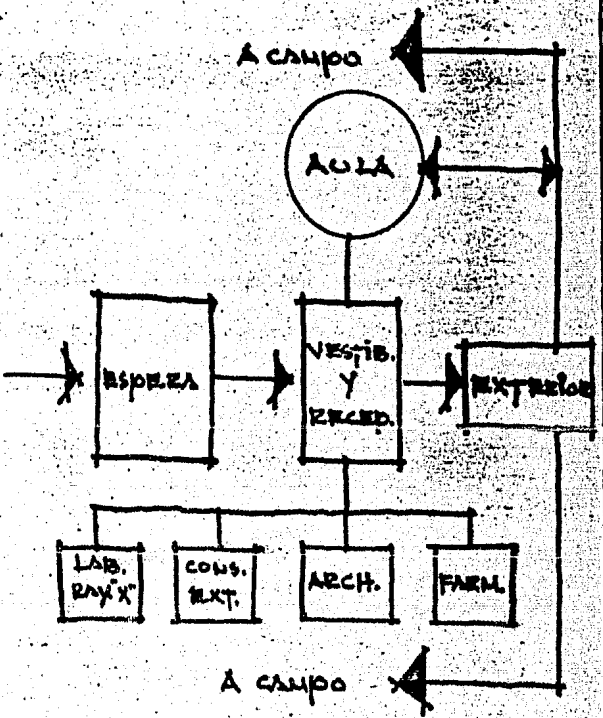 A CAMPO
AULA
ESPERA
VESTIB.
Y
RECEP.
EXTERIOR
LAB.
RAY"X"
CONS.
EXT.
ARCH.
FARM.
A CAMPO